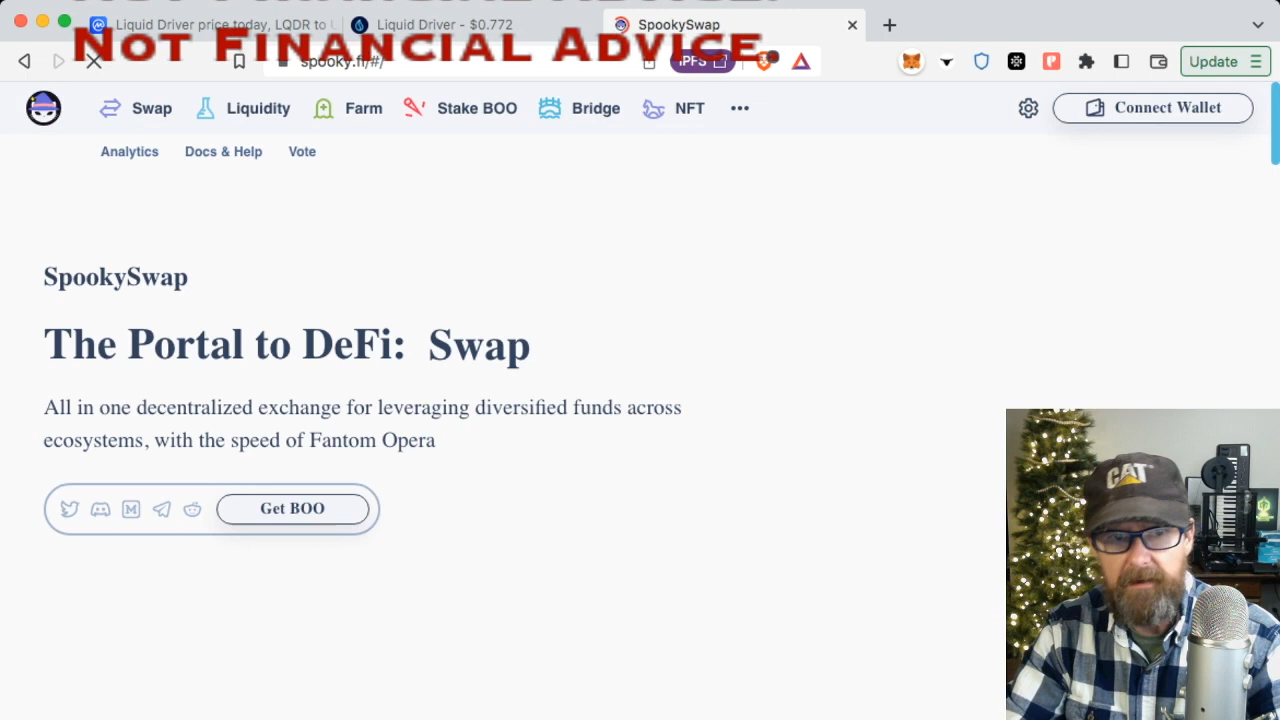 Liquid Driver price today, LQDR to U
Liquid Driver - $0.772
SpookySwap
NOT FINANCIAL ADVICE
spooky.fi/#/
IPFS
Update
Swap
Liquidity
Farm
Stake BOO
Bridge
NFT
Connect Wallet
Analytics
Docs & Help
Vote
SpookySwap
The Portal to DeFi: Swap
All in one decentralized exchange for leveraging diversified funds across
ecosystems, with the speed of Fantom Opera
Get BOO
CAT